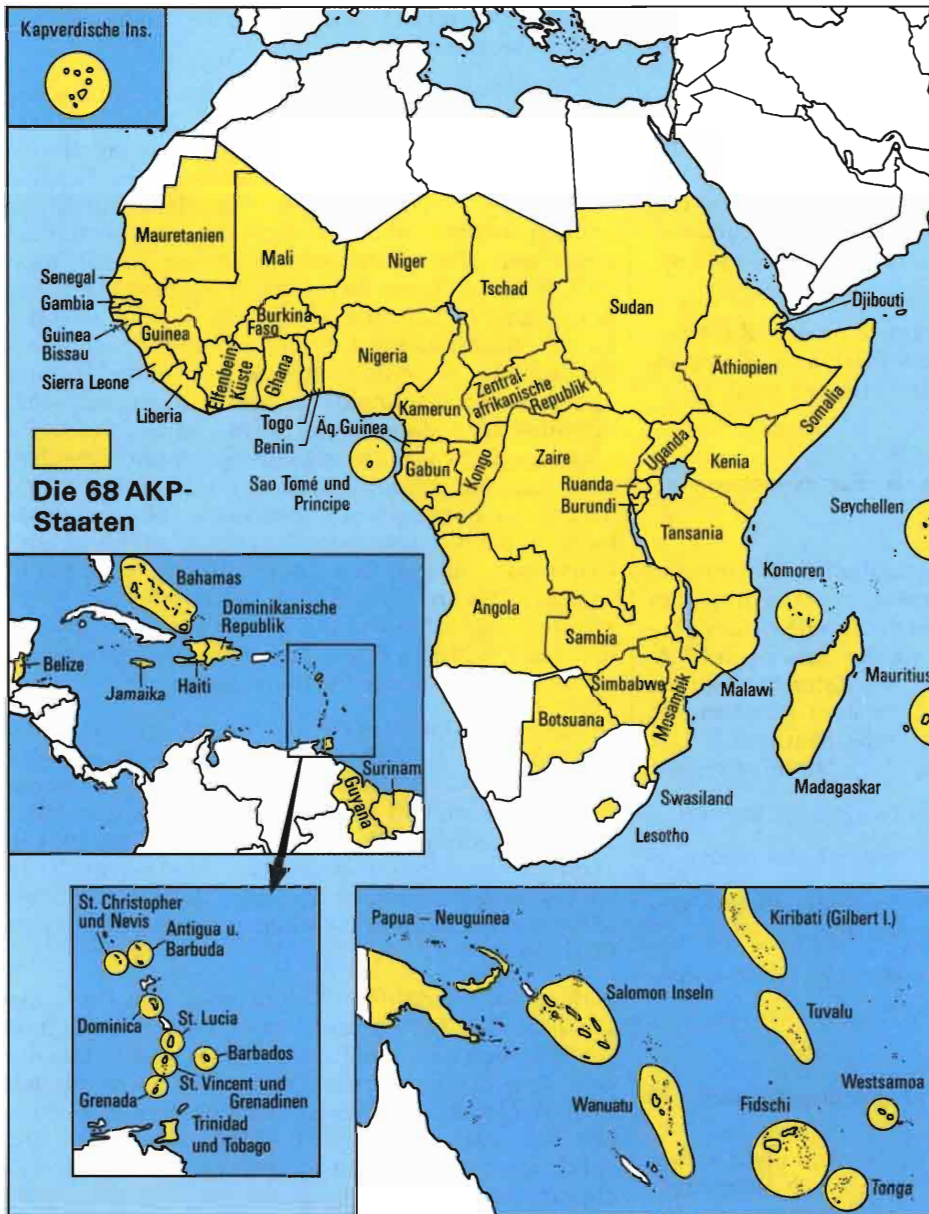 Kapverdische Ins.
Mauretanien
Mali
Niger
Tschad
Sudan
Senegal
Gambia
Guinea
Bissau
Guinea
Sierra Leone
Liberia
Elfenbein-
Küste
Burkina
Faso
Ghana
Togo
Benin
Nigeria
Kamerun
Äq. Guinea
Zentral-
afrikanische
Republik
Djibouti
Äthiopien
Somalia
Gabun
Kongo
Zaire
Uganda
Kenia
Ruanda
Burundi
Tansania
Sao Tomé und
Principe
Seychellen
Komoren
Angola
Sambia
Malawi
Simbabwe
Mosambik
Botsuana
Mauritius
Madagaskar
Swasiland
Lesotho
Die 68 AKP-
Staaten
Bahamas
Dominikanische
Republik
Belize
Jamaika
Haiti
Surinam
Guyana
St. Christopher
und Nevis
Antigua u.
Barbuda
Dominica
St. Lucia
Barbados
St. Vincent und
Grenadinen
Grenada
Trinidad
und Tobago
Papua – Neuguinea
Kiribati (Gilbert I.)
Salomon Inseln
Tuvalu
Westsamoa
Wanuatu
Fidschi
Tonga